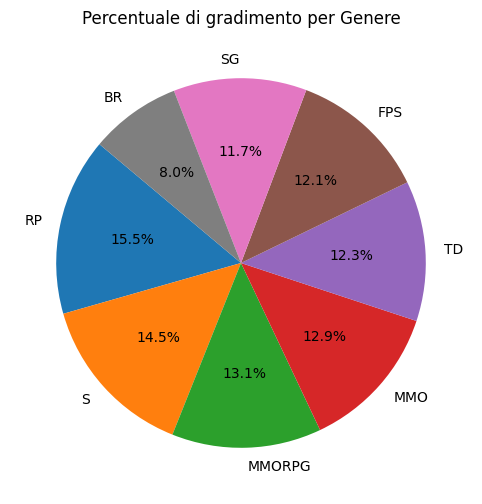 Percentuale di gradimento per Genere
SG
BR
FPS
11.7%
12.1%
8.0%
RP
15.5%
12.3%
TD
14.5%
12.9%
13.1%
S
MMO
MMORPG